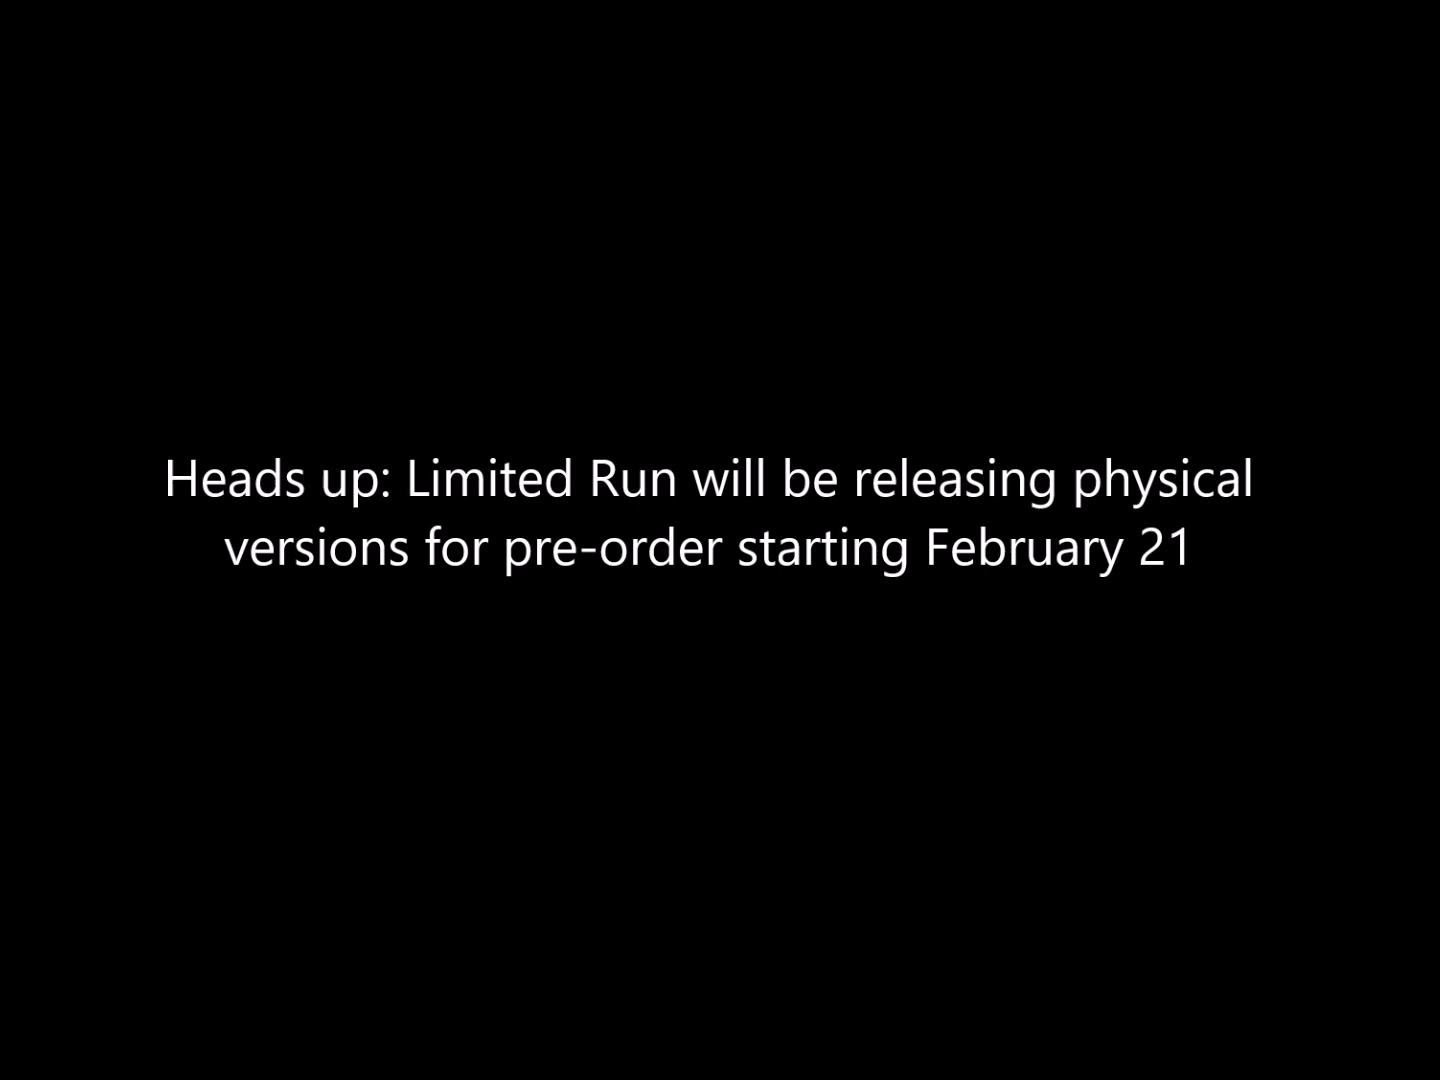 Heads up: Limited Run will be releasing physical
versions for pre-order starting February 21